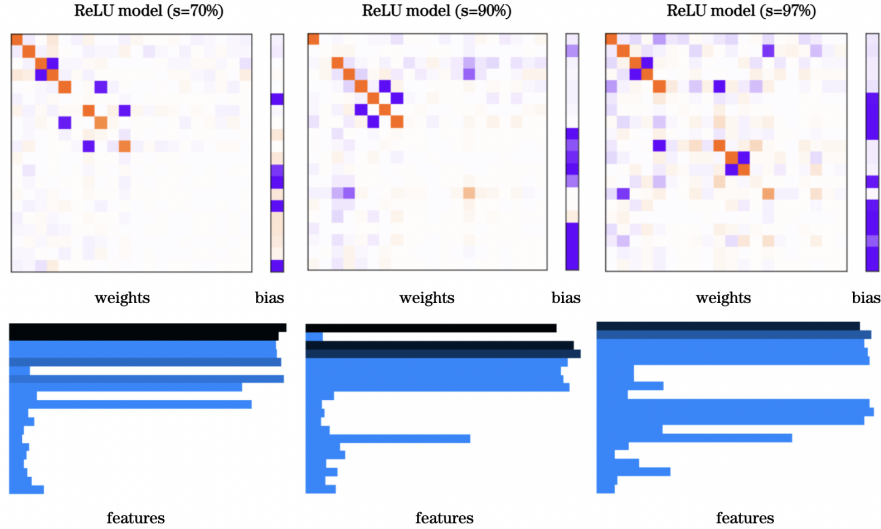 ReLU model (s=70%)
ReLU model (s=90%)
ReLU model (s=97%)
weights
bias
weights
bias
weights
bias
features
features
features